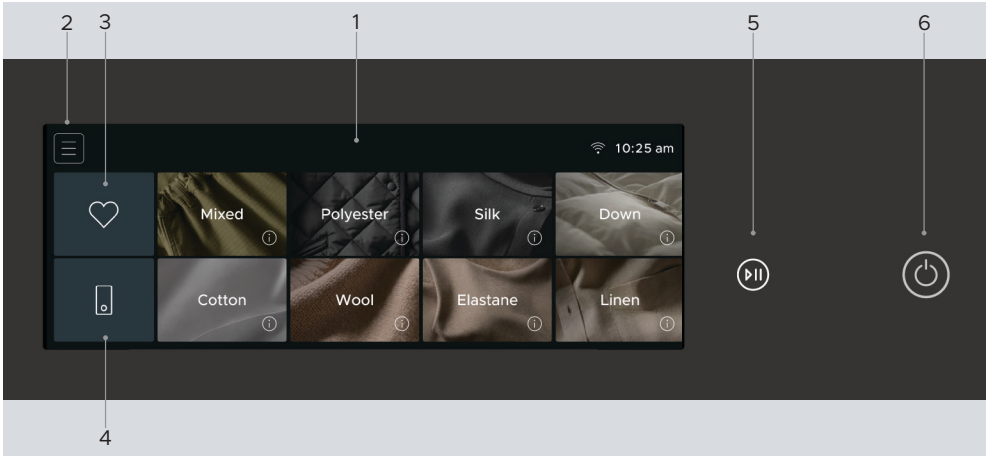 2 3 1 5 6
10:25 am
Mixed Polyester Silk Down
Cotton Wool Elastane Linen
4